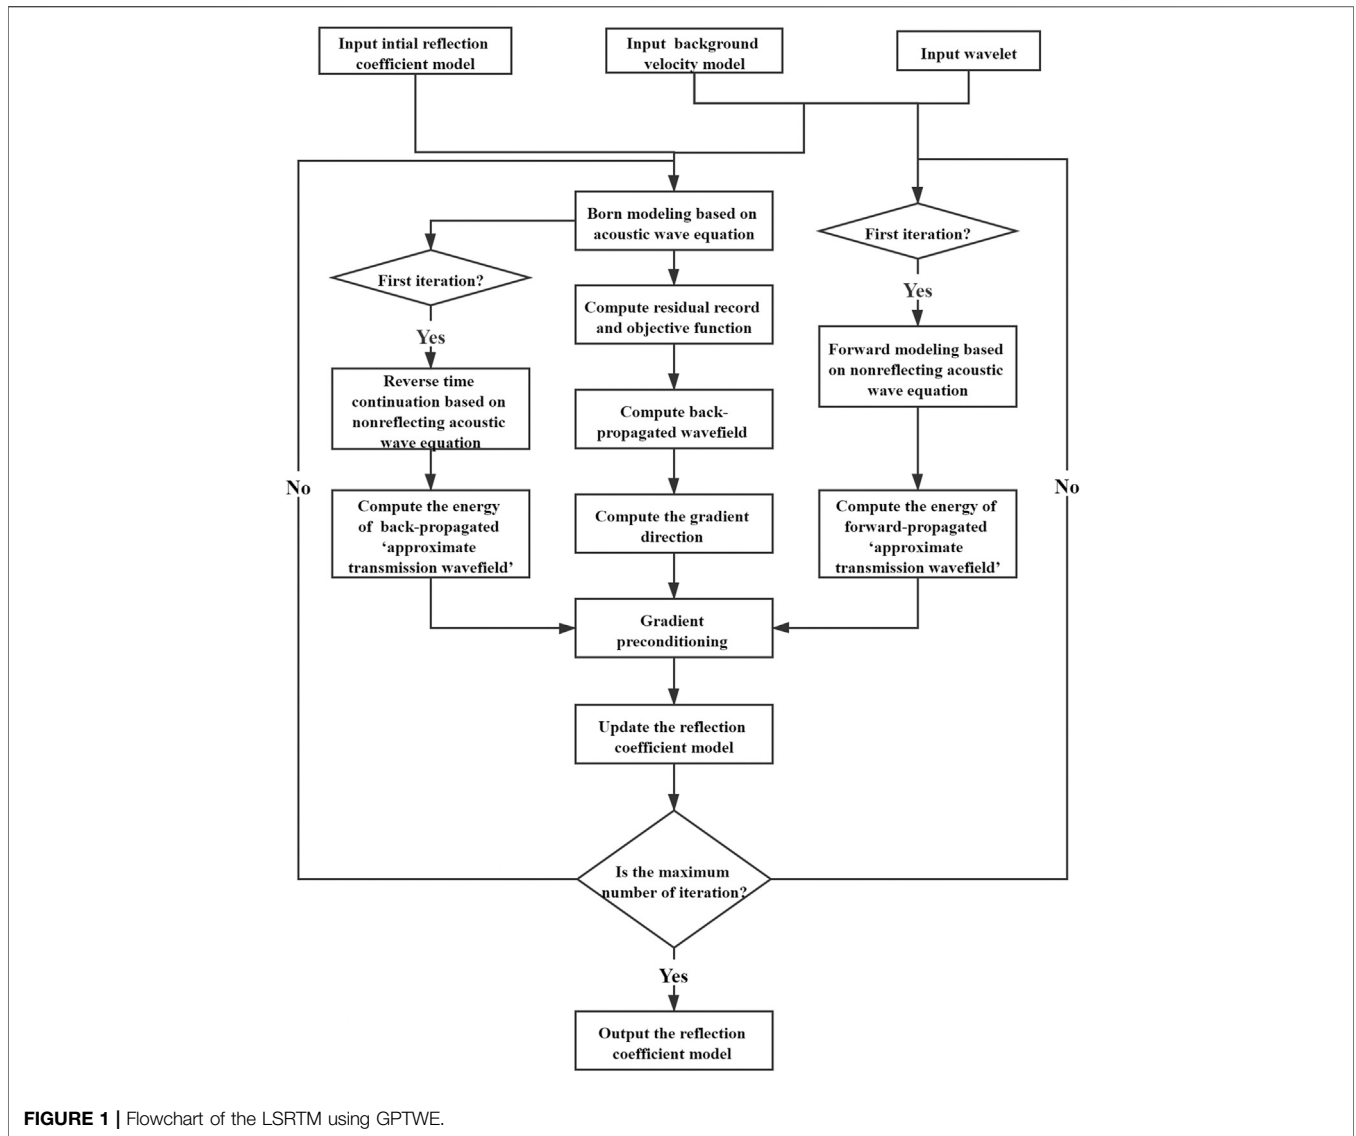 Input intial reflection
coefficient model
Input background
velocity model
Input wavelet
Born modeling based on
acoustic wave equation
First iteration?
First iteration?
Yes
Compute residual record
and objective function
Yes
Forward modeling based
on nonreflecting acoustic
wave equation
Reverse time
continuation based on
nonreflecting acoustic
wave equation
Compute back-
propagated wavefield
No
No
Compute the energy
of back-propagated
‘approximate
transmission wavefield’
Compute the gradient
direction
Compute the energy of
forward-propagated
‘approximate
transmission wavefield’
Gradient
preconditioning
Update the reflection
coefficient model
Is the maximum
number of iteration?
Yes
Output the reflection
coefficient model
FIGURE 1 | Flowchart of the LSRTM using GPTWE.